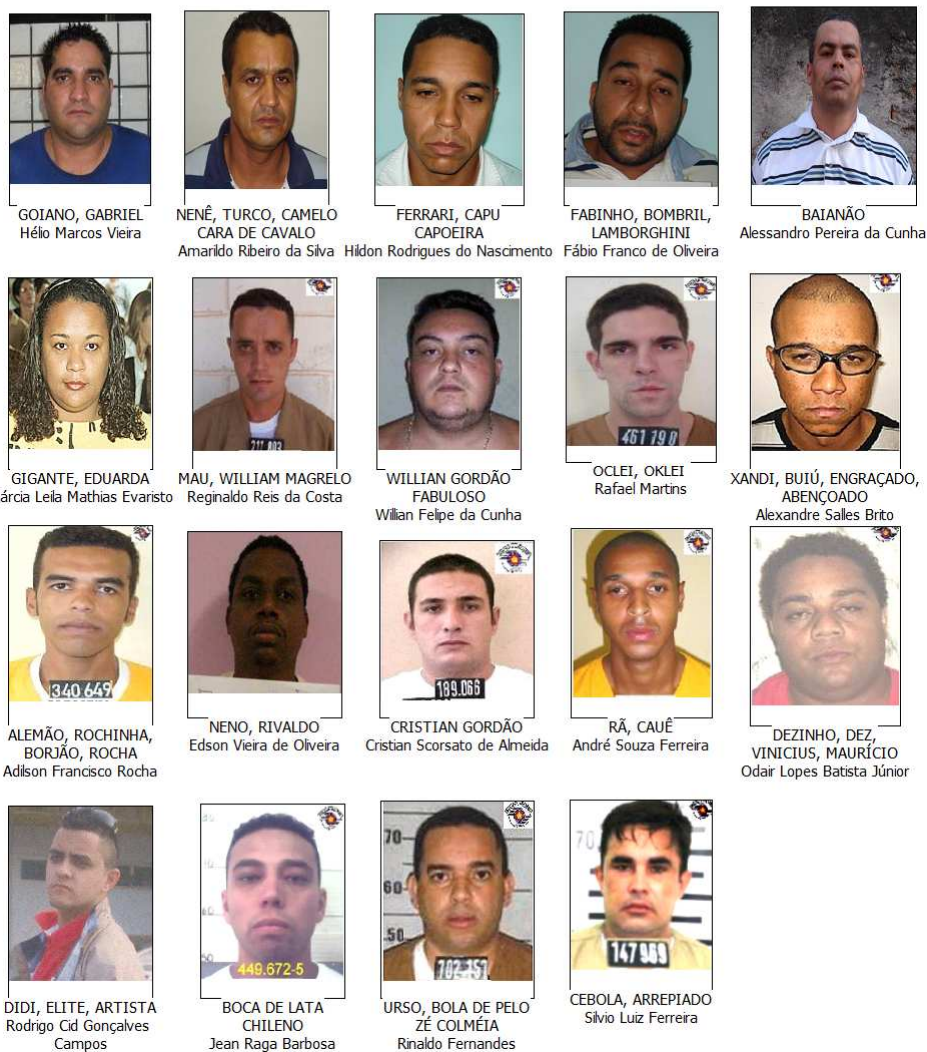 GOIANO, GABRIEL
Hélio Marcos Vieira
NENÊ, TURCO, CAMELO
CARA DE CAVALO
Amarildo Ribeiro da Silva
FERRARI, CAPU
CAPOEIRA
Hildon Rodrigues do Nascimento
FABINHO, BOMBRIL,
LAMBORGHINI
Fábio Franco de Oliveira
BAIANÃO
Alessandro Pereira da Cunha
GIGANTE, EDUARDA
árcia Leila Mathias Evaristo
MAU, WILLIAM MAGRELO
Reginaldo Reis da Costa
WILLIAN GORDÃO
FABULOSO
Willian Felipe da Cunha
461 790
OCLEI, OKLEI
Rafael Martins
XANDI, BUIÚ, ENGRAÇADO,
ABENÇOADO
Alexandre Salles Brito
340.649
ALEMÃO, ROCHINHA,
BORJÃO, ROCHA
Adilson Francisco Rocha
NENO, RIVALDO
Edson Vieira de Oliveira
189.066
CRISTIAN GORDÃO
Cristian Scorsato de Almeida
RÃ, CAUÊ
André Souza Ferreira
DEZINHO, DEZ,
VINICIUS, MAURÍCIO
Odair Lopes Batista Júnior
DIDI, ELITE, ARTISTA
Rodrigo Cid Gonçalves
Campos
449.672-5
BOCA DE LATA
CHILENO
Jean Raga Barbosa
70
60
50
URSO, BOLA DE PELO
ZÉ COLMÉIA
Rinaldo Fernandes
70
147969
CEBOLA, ARREPIADO
Silvio Luiz Ferreira